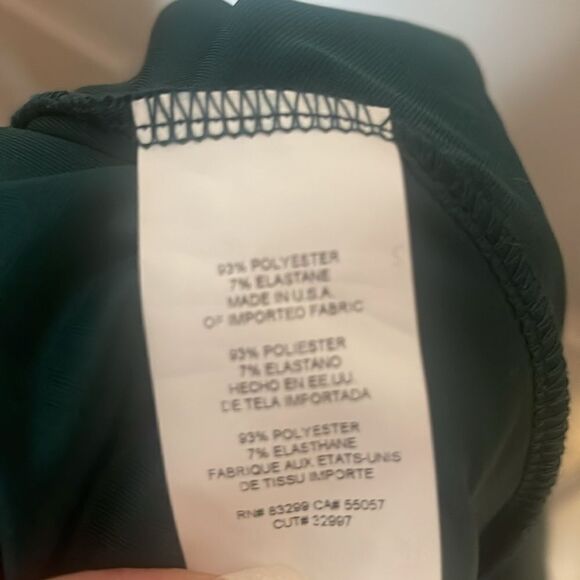 93% POLYESTER
7% ELASTANE
MADE IN U.S.A.
OF IMPORTED FABRIC
93% POLIESTER
7% ELASTANO
HECHO EN EE.UU.
DE TELA IMPORTADA
93% POLYESTER
7% ELASTHANE
FABRIQUE AUX ETATS-UNIS
DE TISSU IMPORTE
RN# 83299 CA# 55057
CUT# 32997